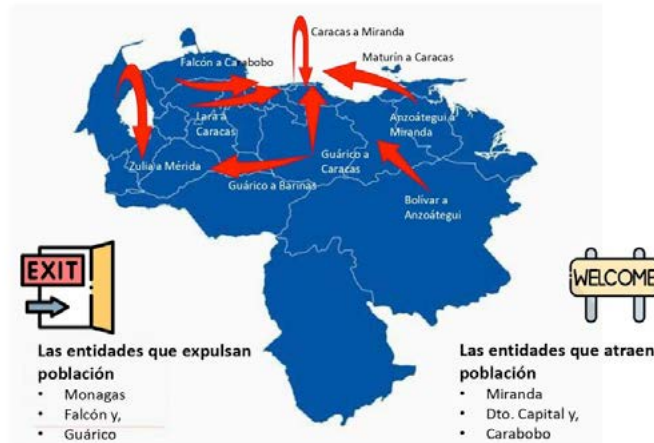 Caracas a Miranda
Falcón a Carabobo
Maturín a Caracas
Lara a
Caracas
Anzoátegui a
Miranda
Guárico a
Caracas
Zulia a Mérida
Guárico a Barinas
Bolívar a
Anzoátegui
EXIT
WELCOME
Las entidades que expulsan
población
• Monagas
• Falcón y,
• Guárico
Las entidades que atraen
población
• Miranda
• Dto. Capital y,
• Carabobo